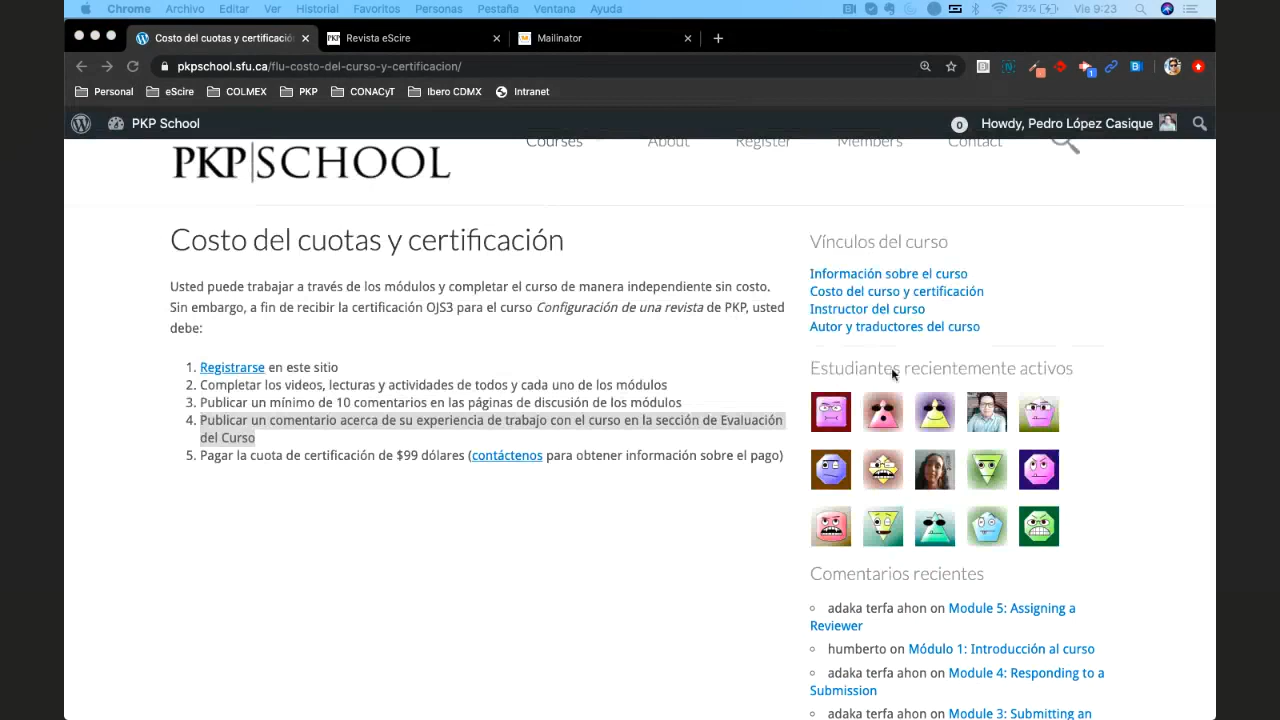 Chrome Archivo Editar Ver Historial Favoritos Personas Pestaña Ventana Ayuda 73% Vie 9:23
Costo del cuotas y certificació Revista eScire Mailinator
pkpschool.sfu.ca/flu-costo-del-curso-y-certificacion/
Personal eScire COLMEX PKP CONACyT Ibero CDMX Intranet
PKP School 0 Howdy, Pedro López Casique
Courses About Register Members Contact
PKP|SCHOOL
Costo del cuotas y certificación
Usted puede trabajar a través de los módulos y completar el curso de manera independiente sin costo.
Sin embargo, a fin de recibir la certificación OJS3 para el curso Configuración de una revista de PKP, usted
debe:
1. Registrarse en este sitio
2. Completar los videos, lecturas y actividades de todos y cada uno de los módulos
3. Publicar un mínimo de 10 comentarios en las páginas de discusión de los módulos
4. Publicar un comentario acerca de su experiencia de trabajo con el curso en la sección de Evaluación
del Curso
5. Pagar la cuota de certificación de $99 dólares (contáctenos para obtener información sobre el pago)
Vínculos del curso
Información sobre el curso
Costo del curso y certificación
Instructor del curso
Autor y traductores del curso
Estudiantes recientemente activos
Comentarios recientes
adaka terfa ahon on Module 5: Assigning a
Reviewer
humberto on Módulo 1: Introducción al curso
adaka terfa ahon on Module 4: Responding to a
Submission
adaka terfa ahon on Module 3: Submitting an